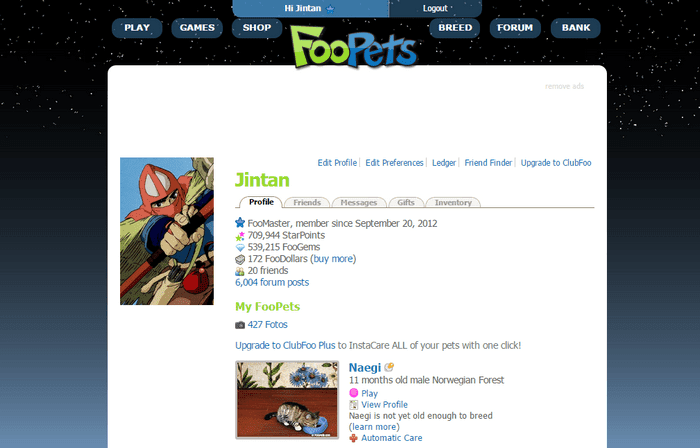 Hi Jintan
Logout
PLAY
GAMES
SHOP
FooPets
BREED
FORUM
BANK
remove ads
Edit Profile
Edit Preferences
Ledger
Friend Finder
Upgrade to ClubFoo
Jintan
Profile
Friends
Messages
Gifts
Inventory
FooMaster, member since September 20, 2012
709,944 StarPoints
539,215 FooGems
172 FooDollars (buy more)
20 friends
6,004 forum posts
My FooPets
427 Fotos
Upgrade to ClubFoo Plus to InstaCare ALL of your pets with one click!
Naegi
11 months old male Norwegian Forest
Play
View Profile
Naegi is not yet old enough to breed
(learn more)
Automatic Care